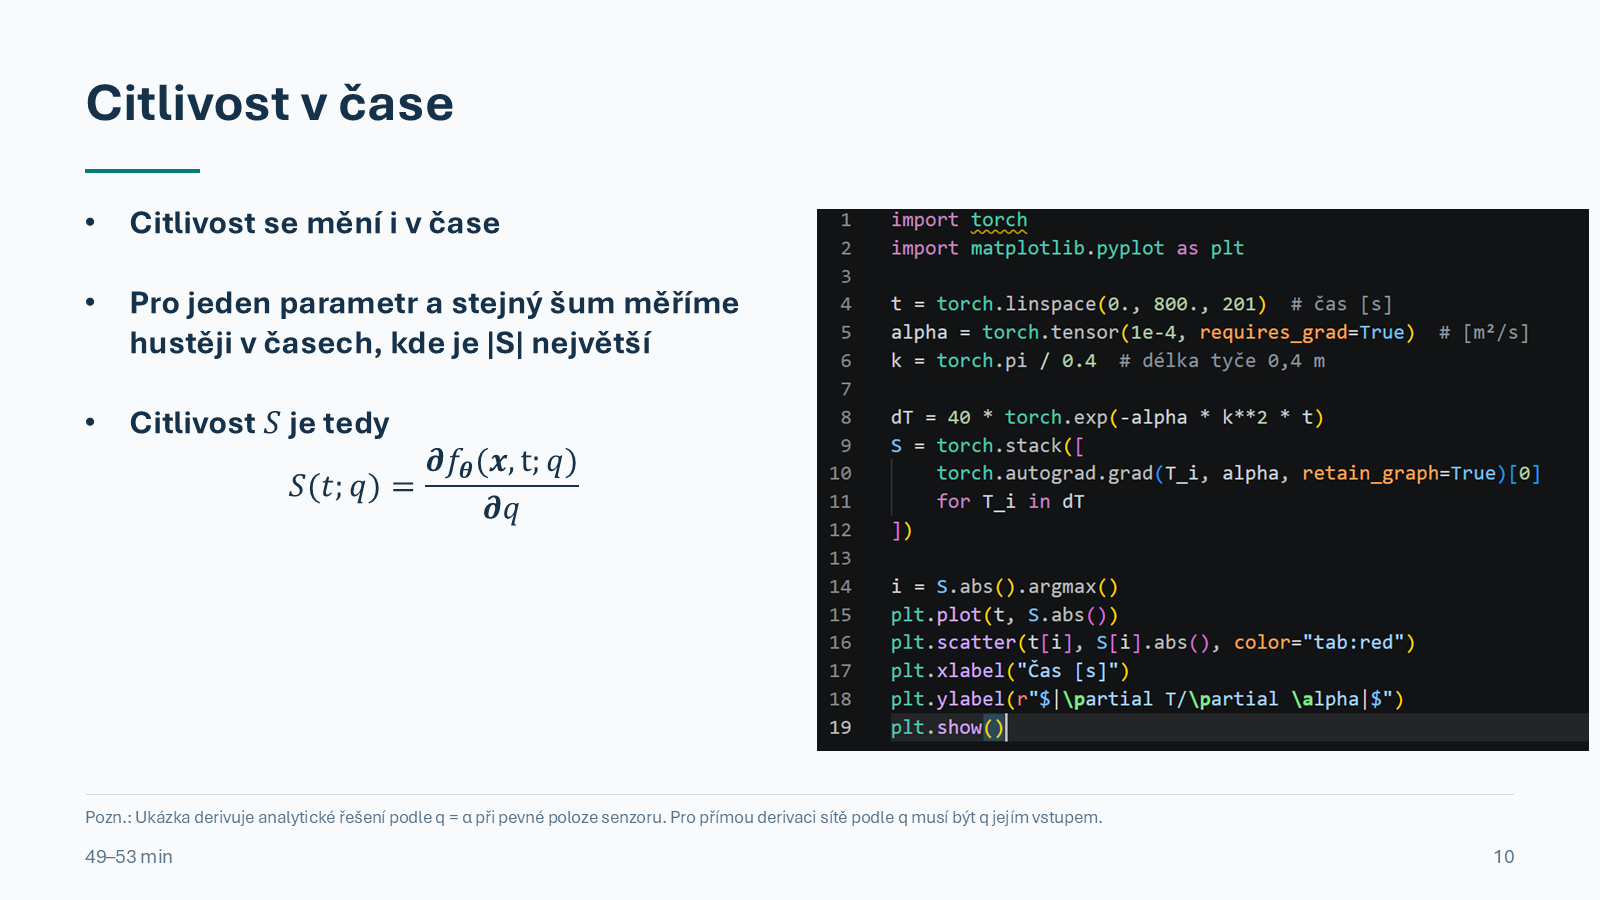 Citlivost v čase
• Citlivost se mění i v čase
• Pro jeden parametr a stejný šum měříme
hustěji v časech, kde je |S| největší
• Citlivost S je tedy
S(t; q) = ∂f_θ(x, t; q) / ∂q
1 import torch
2 import matplotlib.pyplot as plt
3
4 t = torch.linspace(0., 800., 201)  # čas [s]
5 alpha = torch.tensor(1e-4, requires_grad=True)  # [m²/s]
6 k = torch.pi / 0.4  # délka tyče 0,4 m
7
8 dT = 40 * torch.exp(-alpha * k**2 * t)
9 S = torch.stack([
10     torch.autograd.grad(T_i, alpha, retain_graph=True)[0]
11     for T_i in dT
12 ])
13
14 i = S.abs().argmax()
15 plt.plot(t, S.abs())
16 plt.scatter(t[i], S[i].abs(), color="tab:red")
17 plt.xlabel("Čas [s]")
18 plt.ylabel(r"$|\partial T/\partial \alpha|$")
19 plt.show()
Pozn.: Ukázka derivuje analytické řešení podle q = α při pevné poloze senzoru. Pro přímou derivaci sítě podle q musí být q jejím vstupem.
49–53 min
10